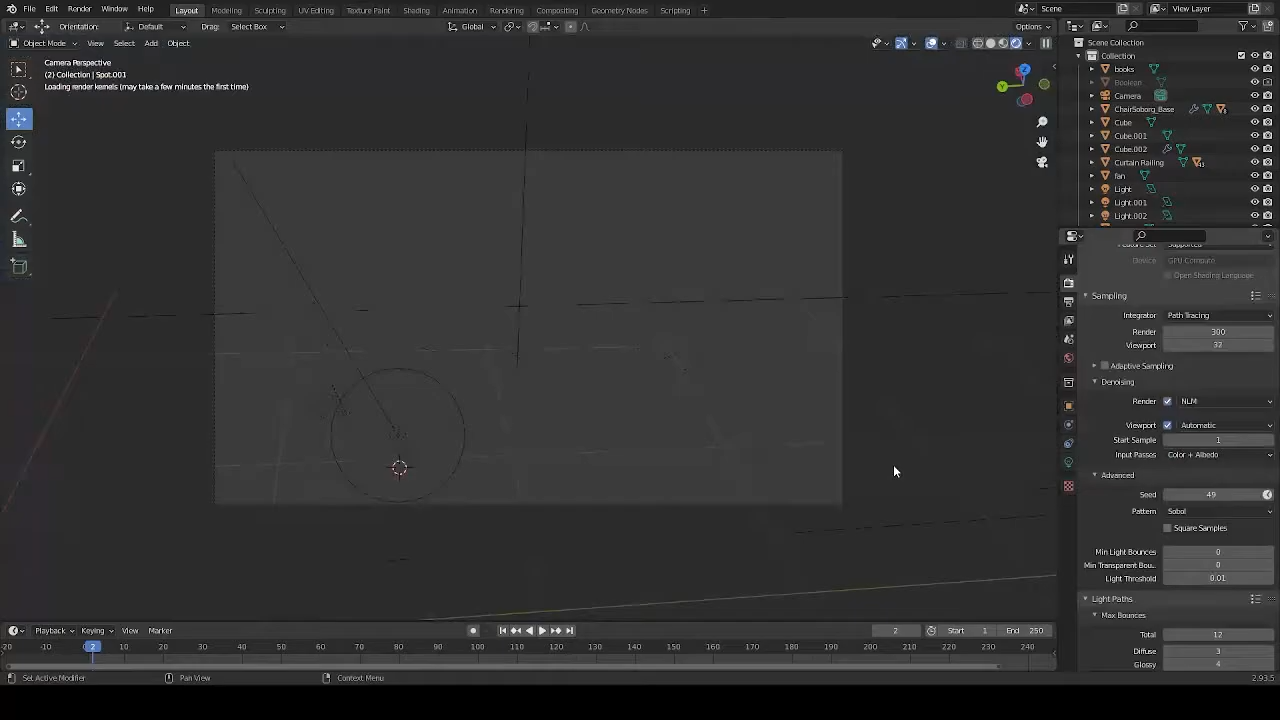 File Edit Render Window Help Layout Modeling Sculpting UV Editing Texture Paint Shading Animation Rendering Compositing Geometry Nodes Scripting + Scene View Layer
Orientation: Default Drag: Select Box Global Options
Object Mode View Select Add Object
Camera Perspective
(2) Collection | Spot.001
Loading render kernels (may take a few minutes the first time)
Z
Y
Scene Collection
Collection
books
Boolean
Camera
ChairSoborg Base
Cube
Cube.001
Cube.002
Curtain Railing
fan
Light
Light.001
Light.002
Device GPU Compute
Open Shading Language
Sampling
Integrator Path Tracing
Render 300
Viewport 32
Adaptive Sampling
Denoising
Render NLM
Viewport Automatic
Start Sample 1
Input Passes Color + Albedo
Advanced
Seed 49
Pattern Sobol
Square Samples
Min Light Bounces 0
Min Transparent Bou... 0
Light Threshold 0.01
Light Paths
Max Bounces
Total 12
Diffuse 3
Glossy 4
Playback Keying View Marker 2 Start 1 End 250
-20 -10 2 10 20 30 40 50 60 70 80 90 100 110 120 130 140 150 160 170 180 190 200 210 220 230 240
Set Active Modifier Pan View Context Menu 2.93.5